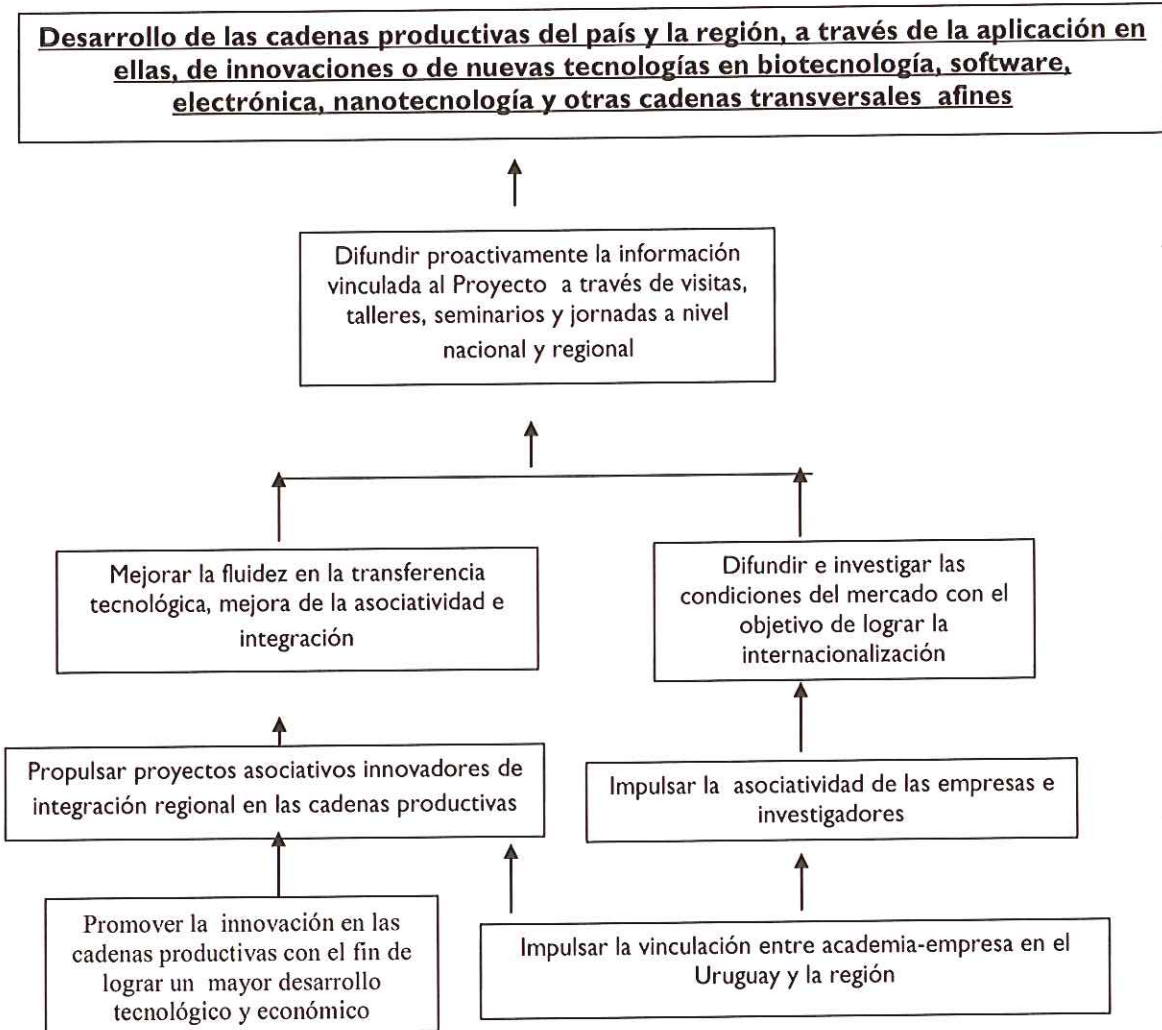 Desarrollo de las cadenas productivas del país y la región, a través de la aplicación en
ellas, de innovaciones o de nuevas tecnologías en biotecnología, software,
electrónica, nanotecnología y otras cadenas transversales afines
Difundir proactivamente la información
vinculada al Proyecto a través de visitas,
talleres, seminarios y jornadas a nivel
nacional y regional
Mejorar la fluidez en la transferencia
tecnológica, mejora de la asociatividad e
integración
Difundir e investigar las
condiciones del mercado con el
objetivo de lograr la
internacionalización
Propulsar proyectos asociativos innovadores de
integración regional en las cadenas productivas
Impulsar la asociatividad de las empresas e
investigadores
Promover la innovación en las
cadenas productivas con el fin de
lograr un mayor desarrollo
tecnológico y económico
Impulsar la vinculación entre academia-empresa en el
Uruguay y la región